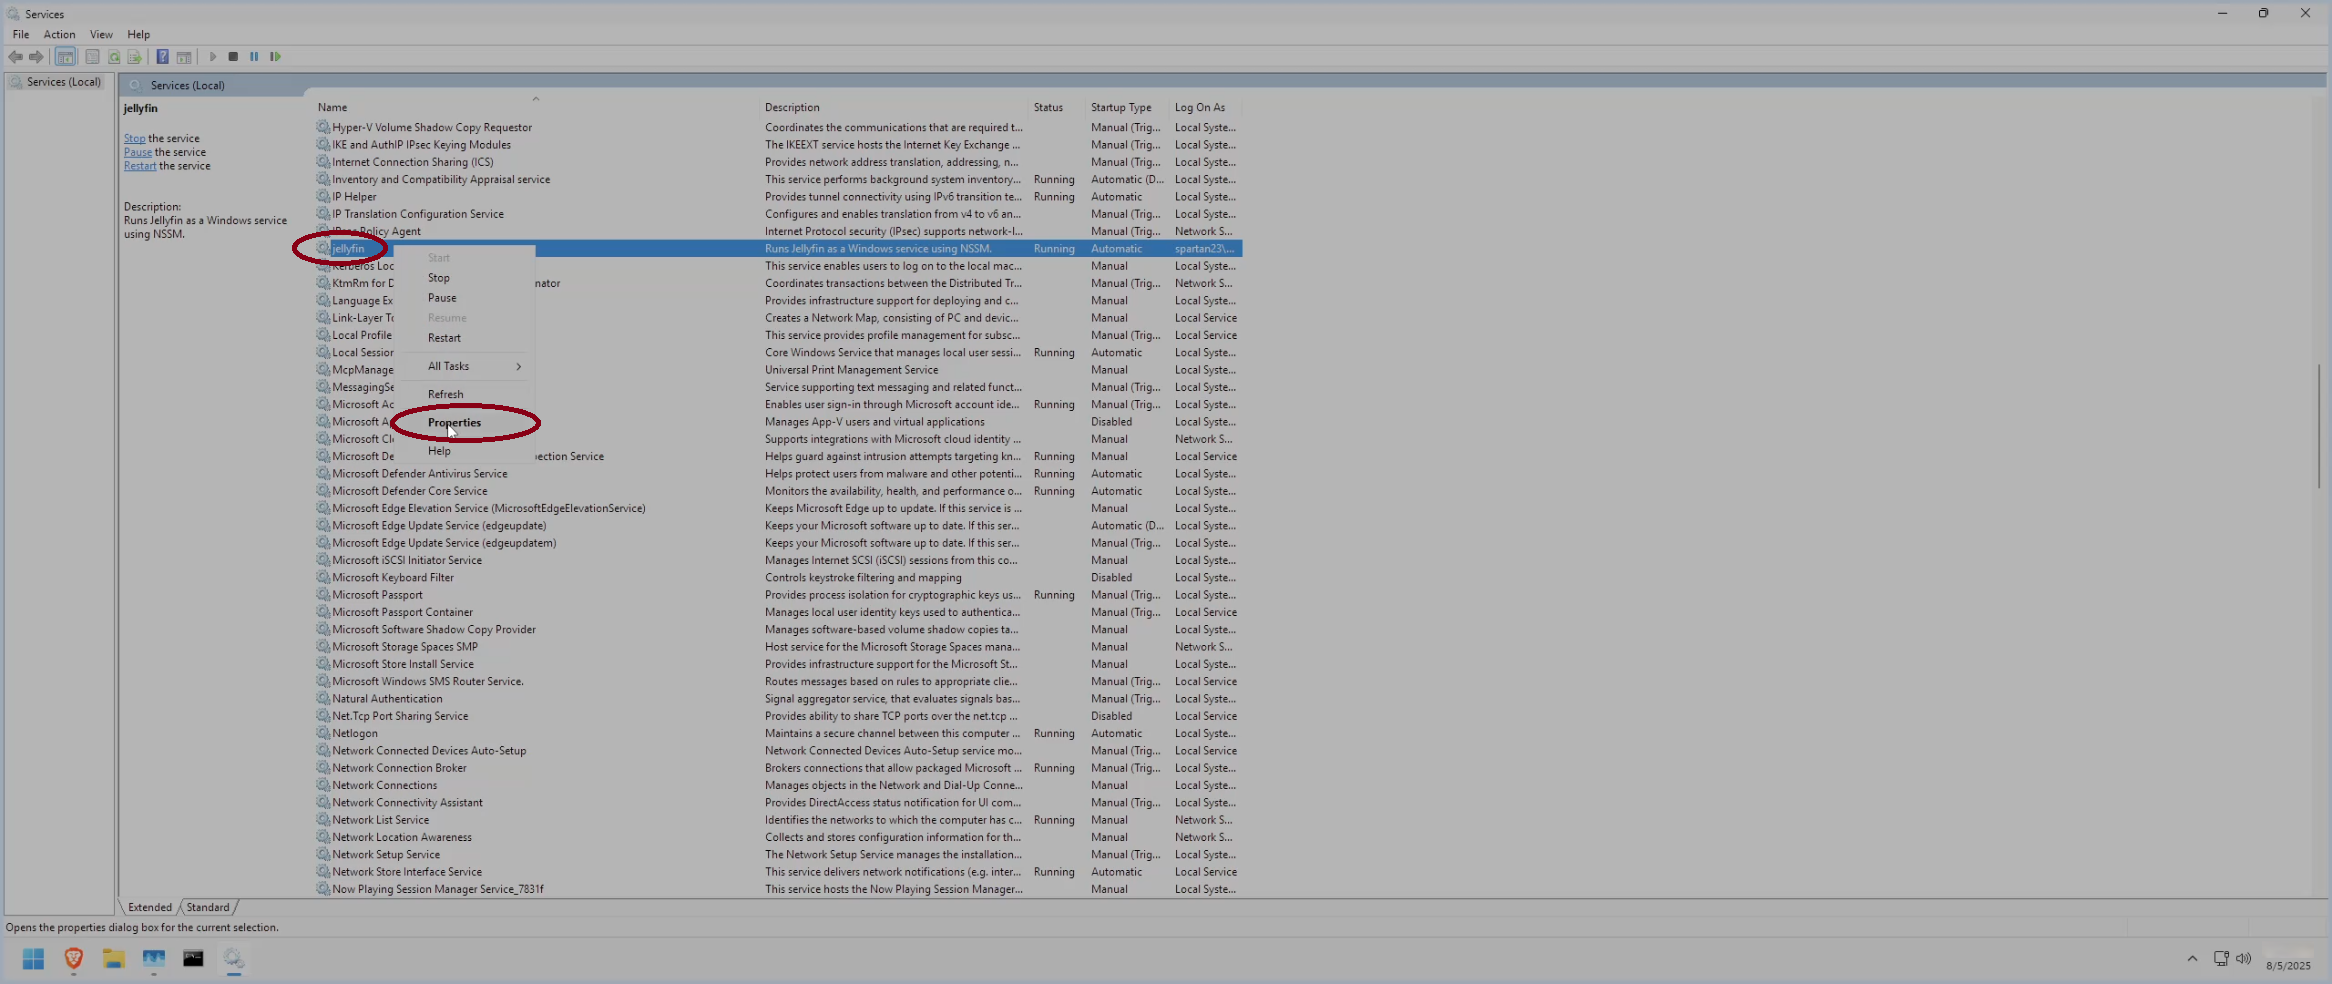 Services
File Action View Help
Services (Local)
Services (Local)
jellyfin
Stop the service
Pause the service
Restart the service
Description:
Runs Jellyfin as a Windows service
using NSSM.
Name Description Status Startup Type Log On As
Hyper-V Volume Shadow Copy Requestor Coordinates the communications that are required t... Manual (Trig... Local Syste...
IKE and AuthIP IPsec Keying Modules The IKEEXT service hosts the Internet Key Exchange ... Manual (Trig... Local Syste...
Internet Connection Sharing (ICS) Provides network address translation, addressing, n... Manual (Trig... Local Syste...
Inventory and Compatibility Appraisal service This service performs background system inventory... Running Automatic (D... Local Syste...
IP Helper Provides tunnel connectivity using IPv6 transition te... Running Automatic Local Syste...
IP Translation Configuration Service Configures and enables translation from v4 to v6 an... Manual (Trig... Local Syste...
IPsec Policy Agent Internet Protocol security (IPsec) supports network-l... Manual (Trig... Network S...
jellyfin Runs Jellyfin as a Windows service using NSSM. Running Automatic spartan23\...
Kerberos Loc This service enables users to log on to the local mac... Manual Local Syste...
KtmRm for D nator Coordinates transactions between the Distributed Tr... Manual (Trig... Network S...
Language Ex Provides infrastructure support for deploying and c... Manual Local Syste...
Link-Layer To Creates a Network Map, consisting of PC and devic... Manual Local Service
Local Profile This service provides profile management for subsc... Manual (Trig... Local Syste...
Local Session Core Windows Service that manages local user sessi... Running Automatic Local Syste...
McpManage Universal Print Management Service Manual Local Syste...
MessagingSe Service supporting text messaging and related funct... Manual (Trig... Local Syste...
Microsoft Ac Enables user sign-in through Microsoft account ide... Running Manual (Trig... Local Syste...
Microsoft A Manages App-V users and virtual applications Disabled Local Syste...
Microsoft Cl Supports integrations with Microsoft cloud identity ... Manual Network S...
Microsoft De ection Service Helps guard against intrusion attempts targeting kn... Running Manual Local Service
Start
Stop
Pause
Resume
Restart
All Tasks
Refresh
Properties
Help
Microsoft Defender Antivirus Service Helps protect users from malware and other potenti... Running Automatic Local Syste...
Microsoft Defender Core Service Monitors the availability, health, and performance o... Running Automatic Local Syste...
Microsoft Edge Elevation Service (MicrosoftEdgeElevationService) Keeps Microsoft Edge up to update. If this service is ... Manual Local Syste...
Microsoft Edge Update Service (edgeupdate) Keeps your Microsoft software up to date. If this ser... Automatic (D... Local Syste...
Microsoft Edge Update Service (edgeupdatem) Keeps your Microsoft software up to date. If this ser... Manual (Trig... Local Syste...
Microsoft iSCSI Initiator Service Manages Internet SCSI (iSCSI) sessions from this co... Manual Local Syste...
Microsoft Keyboard Filter Controls keystroke filtering and mapping Disabled Local Syste...
Microsoft Passport Provides process isolation for cryptographic keys us... Running Manual (Trig... Local Syste...
Microsoft Passport Container Manages local user identity keys used to authentica... Manual (Trig... Local Service
Microsoft Software Shadow Copy Provider Manages software-based volume shadow copies ta... Manual Local Syste...
Microsoft Storage Spaces SMP Host service for the Microsoft Storage Spaces mana... Manual Network S...
Microsoft Store Install Service Provides infrastructure support for the Microsoft St... Manual Local Syste...
Microsoft Windows SMS Router Service. Routes messages based on rules to appropriate clie... Manual (Trig... Local Service
Natural Authentication Signal aggregator service, that evaluates signals bas... Manual (Trig... Local Syste...
Net.Tcp Port Sharing Service Provides ability to share TCP ports over the net.tcp ... Disabled Local Service
Netlogon Maintains a secure channel between this computer ... Running Automatic Local Syste...
Network Connected Devices Auto-Setup Network Connected Devices Auto-Setup service mo... Manual (Trig... Local Service
Network Connection Broker Brokers connections that allow packaged Microsoft ... Running Manual (Trig... Local Syste...
Network Connections Manages objects in the Network and Dial-Up Conne... Manual Local Syste...
Network Connectivity Assistant Provides DirectAccess status notification for UI com... Manual (Trig... Local Syste...
Network List Service Identifies the networks to which the computer has c... Running Manual Network S...
Network Location Awareness Collects and stores configuration information for th... Manual Network S...
Network Setup Service The Network Setup Service manages the installation... Manual (Trig... Local Syste...
Network Store Interface Service This service delivers network notifications (e.g. inter... Running Automatic Local Service
Now Playing Session Manager Service_7831f This service hosts the Now Playing Session Manager... Manual Local Syste...
Extended Standard
Opens the properties dialog box for the current selection.
8/5/2025